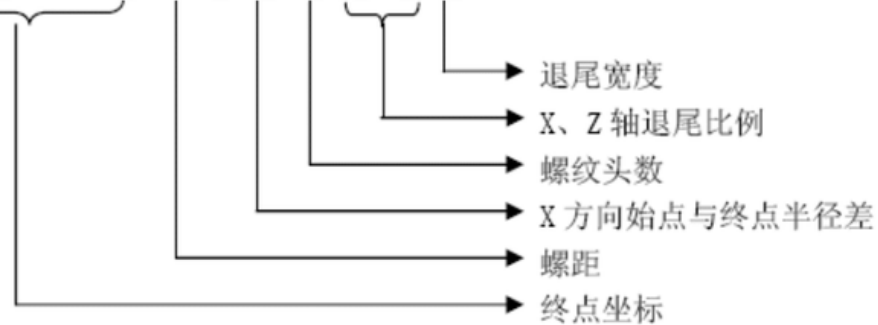 退尾宽度
X、Z 轴退尾比例
螺纹头数
X 方向始点与终点半径差
螺距
终点坐标